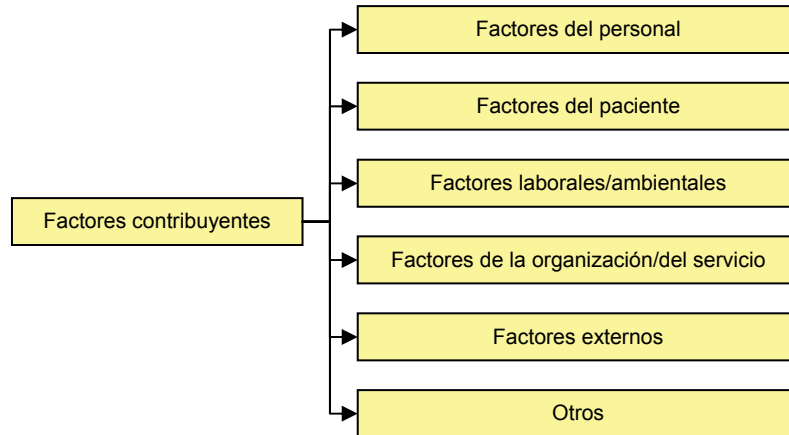 Factores del personal
Factores del paciente
Factores laborales/ambientales
Factores contribuyentes
Factores de la organización/del servicio
Factores externos
Otros